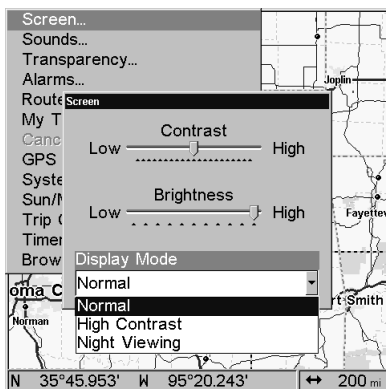 Screen...
Sounds...
Transparency...
Alarms...
Route
My T
Canc
GPS
Syste
Sun/M
Trip
Timer
Brow
Screen
Contrast
Low High
Brightness
Low High
Display Mode
Normal
Normal
High Contrast
Night Viewing
Joplin
Fayettev
oma C
rt Smith
Norman
N 35°45.953' W 95°20.243' ↔ 200 mi